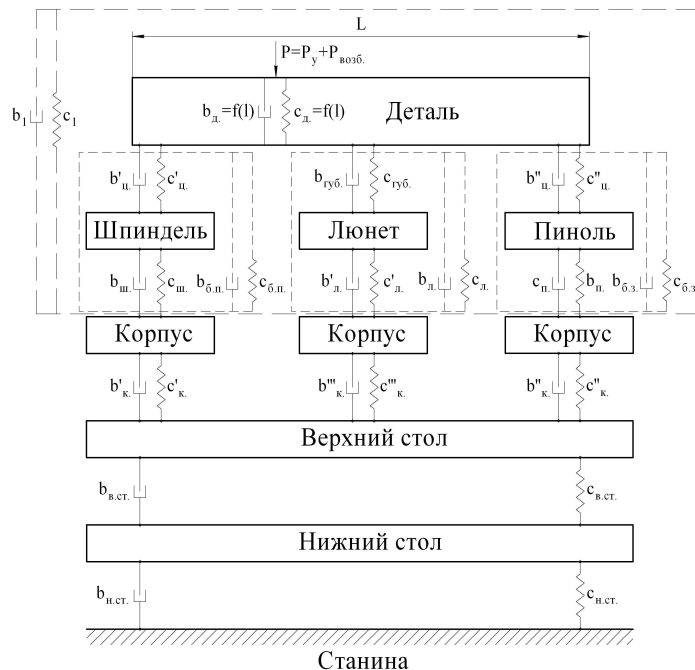 L
P=Pу+Pвозб.
b1
c1
bд.=f(l)
cд.=f(l)
Деталь
b'ц.
c'ц.
bгуб.
cгуб.
b"ц.
c"ц.
Шпиндель
Люнет
Пиноль
bш.
cш.
bб.п.
cб.п.
b'л.
c'л.
bл.
cл.
cп.
bп.
bб.з.
cб.з
Корпус
Корпус
Корпус
b'к.
c'к.
b'''к.
c'''к.
b"к.
c"к.
Верхний стол
bв.ст.
cв.ст.
Нижний стол
bн.ст.
cн.ст.
Станина